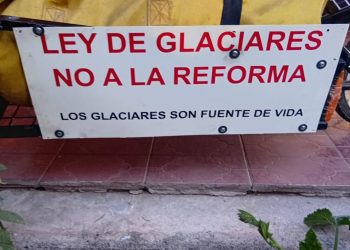 LEY DE GLACIARES
NO A LA REFORMA
LOS GLACIARES SON FUENTE DE VIDA